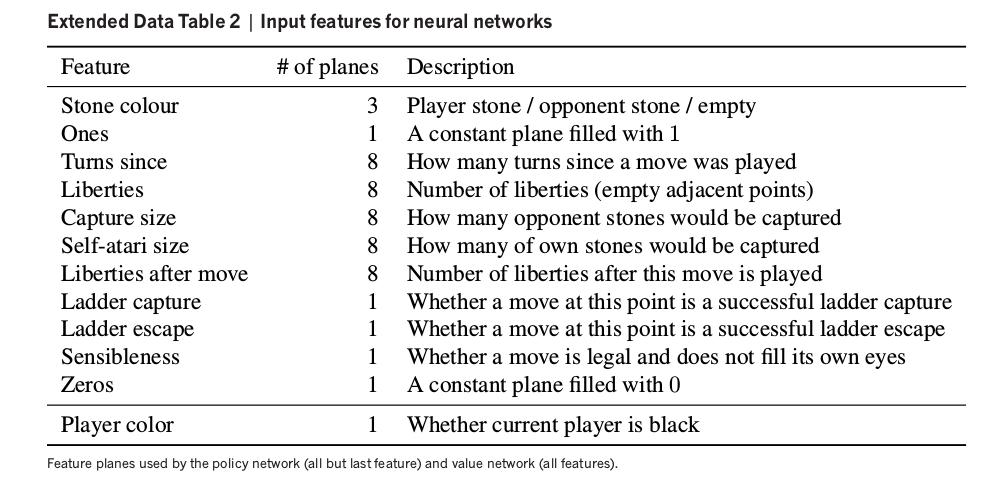 Extended Data Table 2 | Input features for neural networks
Feature # of planes Description
Stone colour 3 Player stone / opponent stone / empty
Ones 1 A constant plane filled with 1
Turns since 8 How many turns since a move was played
Liberties 8 Number of liberties (empty adjacent points)
Capture size 8 How many opponent stones would be captured
Self-atari size 8 How many of own stones would be captured
Liberties after move 8 Number of liberties after this move is played
Ladder capture 1 Whether a move at this point is a successful ladder capture
Ladder escape 1 Whether a move at this point is a successful ladder escape
Sensibleness 1 Whether a move is legal and does not fill its own eyes
Zeros 1 A constant plane filled with 0
Player color 1 Whether current player is black
Feature planes used by the policy network (all but last feature) and value network (all features).